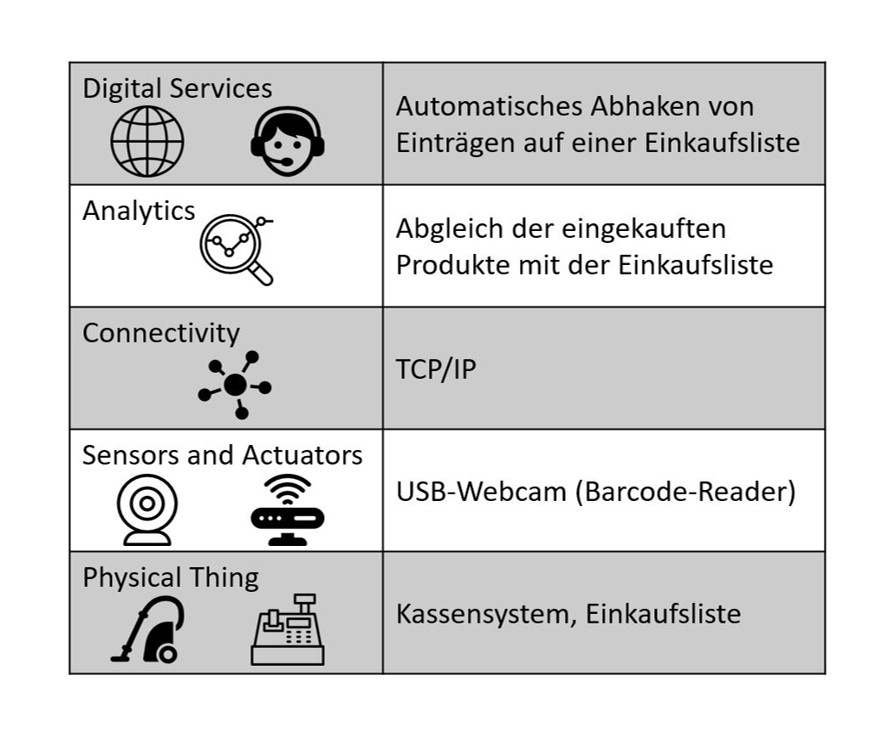 Digital Services
Automatisches Abhaken von
Einträgen auf einer Einkaufsliste
Analytics
Abgleich der eingekauften
Produkte mit der Einkaufsliste
Connectivity
TCP/IP
Sensors and Actuators
USB-Webcam (Barcode-Reader)
Physical Thing
Kassensystem, Einkaufsliste